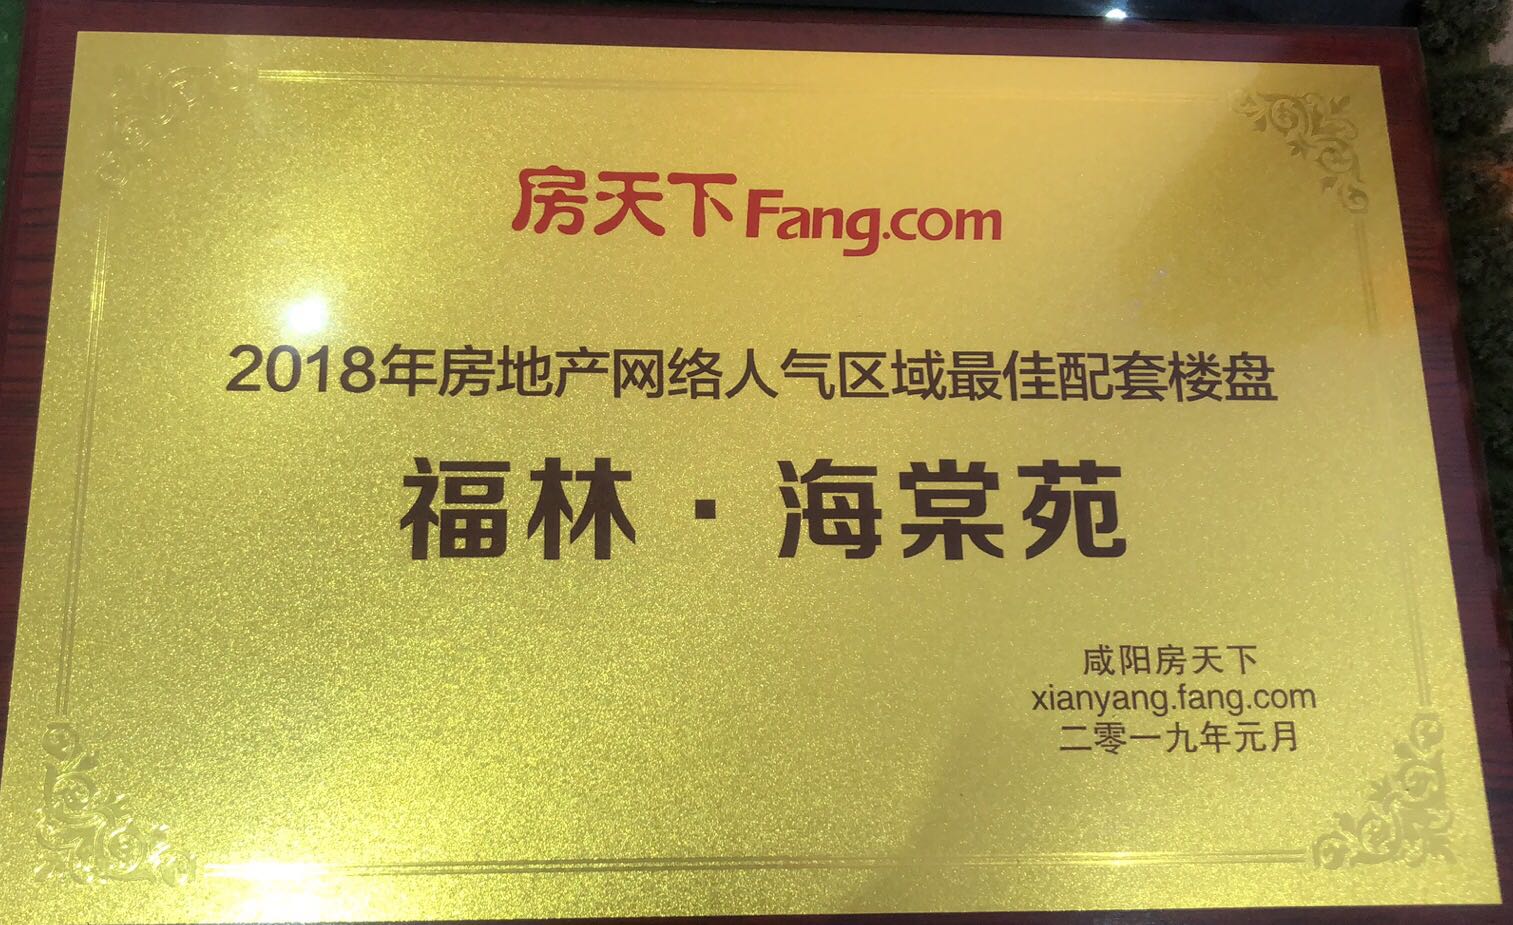 房天下Fang.com
2018年房地产网络人气区域最佳配套楼盘
福林·海棠苑
咸阳房天下
xianyang.fang.com
二零一九年元月